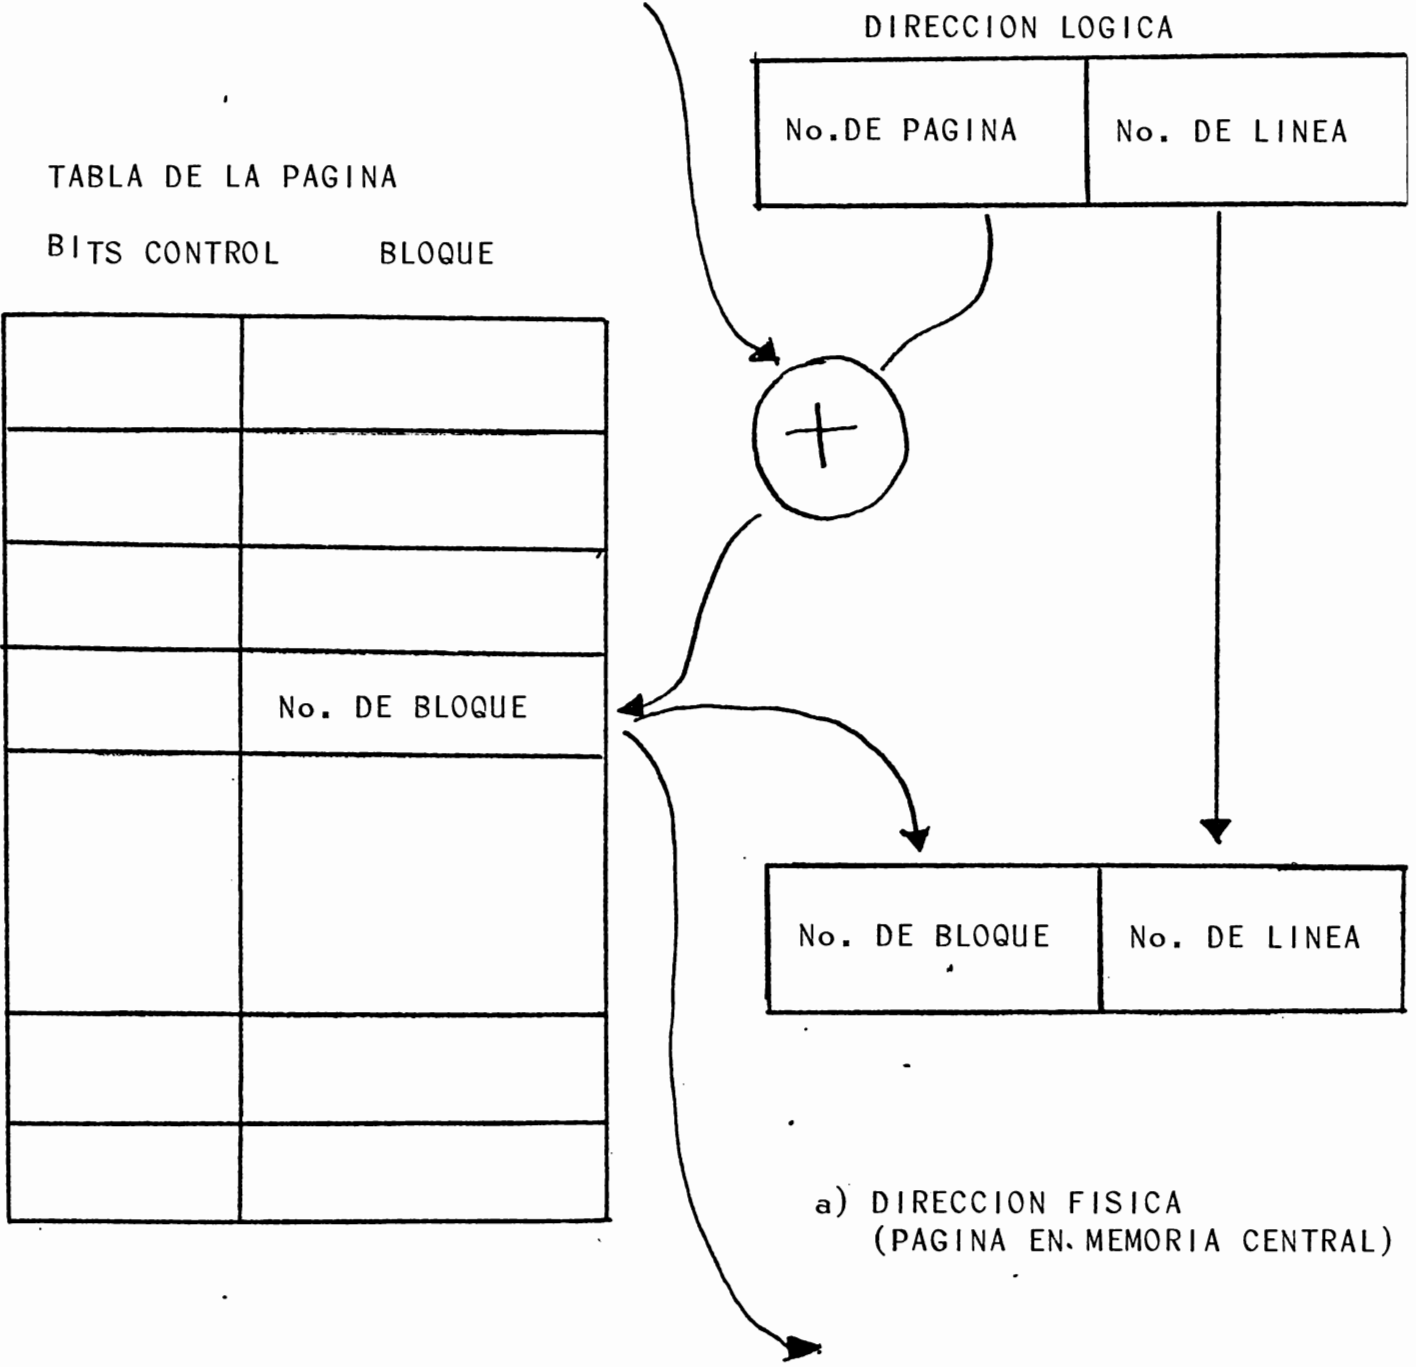 DIRECCION LOGICA
No.DE PAGINA
No. DE LINEA
TABLA DE LA PAGINA
BITS CONTROL
BLOQUE
+
No. DE BLOQUE
No. DE BLOQUE
No. DE LINEA
a) DIRECCION FISICA
(PAGINA EN MEMORIA CENTRAL)